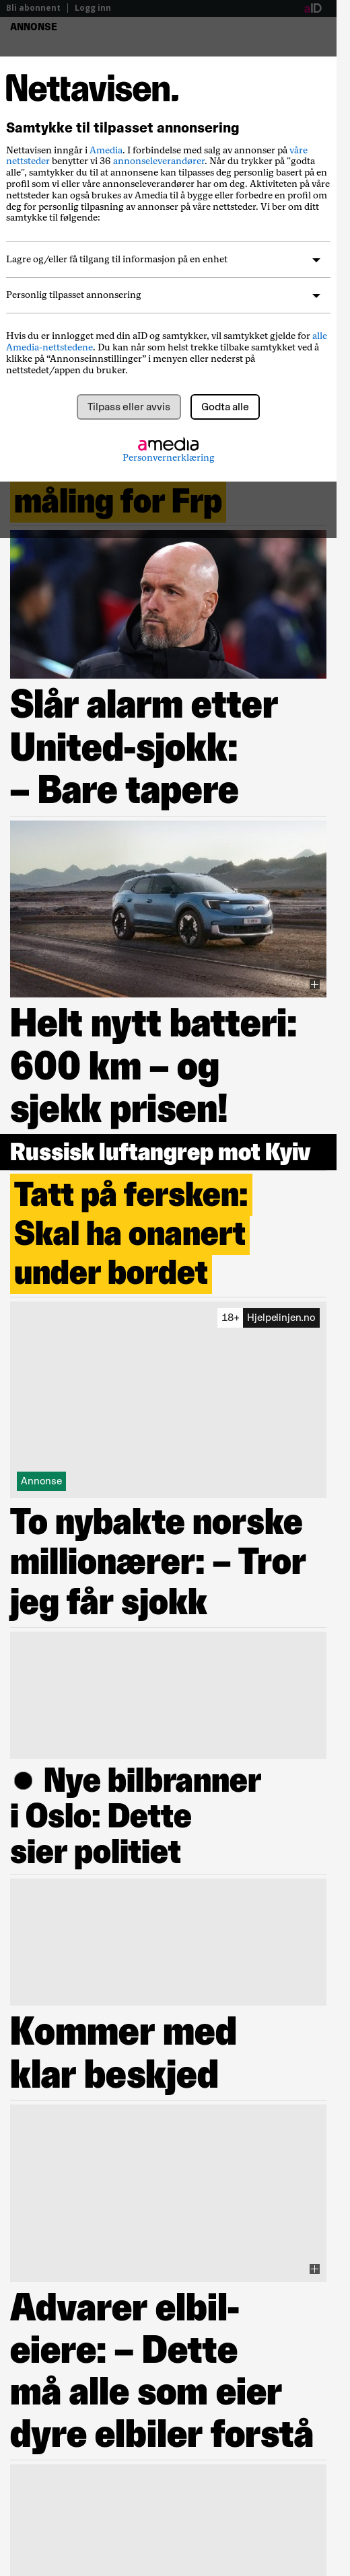 Bli abonnent | Logg inn
aID
ANNONSE
Nettavisen.
Samtykke til tilpasset annonsering
Nettavisen inngår i Amedia. I forbindelse med salg av annonser på våre
nettsteder benytter vi 36 annonseleverandører. Når du trykker på "godta
alle", samtykker du til at annonsene kan tilpasses deg personlig basert på en
profil som vi eller våre annonseleverandører har om deg. Aktiviteten på våre
nettsteder kan også brukes av Amedia til å bygge eller forbedre en profil om
deg for personlig tilpasning av annonser på våre nettsteder. Vi ber om ditt
samtykke til følgende:
Lagre og/eller få tilgang til informasjon på en enhet
Personlig tilpasset annonsering
Hvis du er innlogget med din aID og samtykker, vil samtykket gjelde for alle
Amedia-nettstedene. Du kan når som helst trekke tilbake samtykket ved å
klikke på “Annonseinnstillinger” i menyen eller nederst på
nettstedet/appen du bruker.
Tilpass eller avvis
Godta alle
amedia
Personvernerklæring
måling for Frp
Slår alarm etter
United-sjokk:
– Bare tapere
Helt nytt batteri:
600 km – og
sjekk prisen!
Russisk luftangrep mot Kyiv
Tatt på fersken:
Skal ha onanert
under bordet
18+ Hjelpelinjen.no
Annonse
To nybakte norske
millionærer: – Tror
jeg får sjokk
Nye bilbranner
i Oslo: Dette
sier politiet
Kommer med
klar beskjed
Advarer elbil-
eiere: – Dette
må alle som eier
dyre elbiler forstå